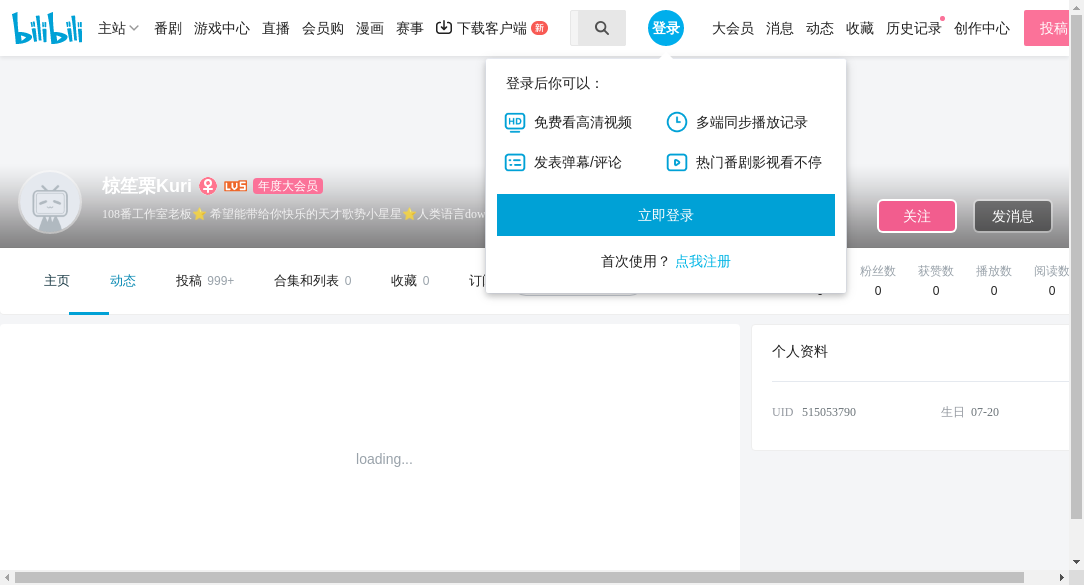 bilibili 主站 番剧 游戏中心 直播 会员购 漫画 赛事 下载客户端 新 登录 大会员 消息 动态 收藏 历史记录 创作中心 投稿
登录后你可以：
HD 免费看高清视频 多端同步播放记录
发表弹幕/评论 热门番剧影视看不停
立即登录
首次使用？ 点我注册
椋笙栗Kuri LV5 年度大会员
108番工作室老板⭐ 希望能带给你快乐的天才歌势小星星⭐人类语言dow
关注 发消息
主页 动态 投稿 999+ 合集和列表 0 收藏 0 粉丝数 获赞数 播放数 阅读数
0 0 0 0
个人资料
UID 515053790 生日 07-20
loading...